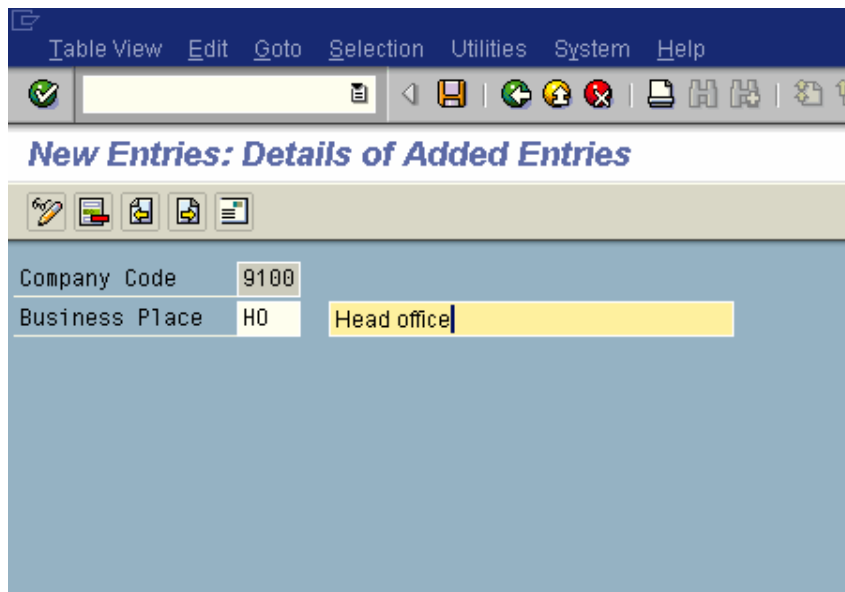 Table View Edit Goto Selection Utilities System Help
New Entries: Details of Added Entries
Company Code 9100
Business Place HO Head office